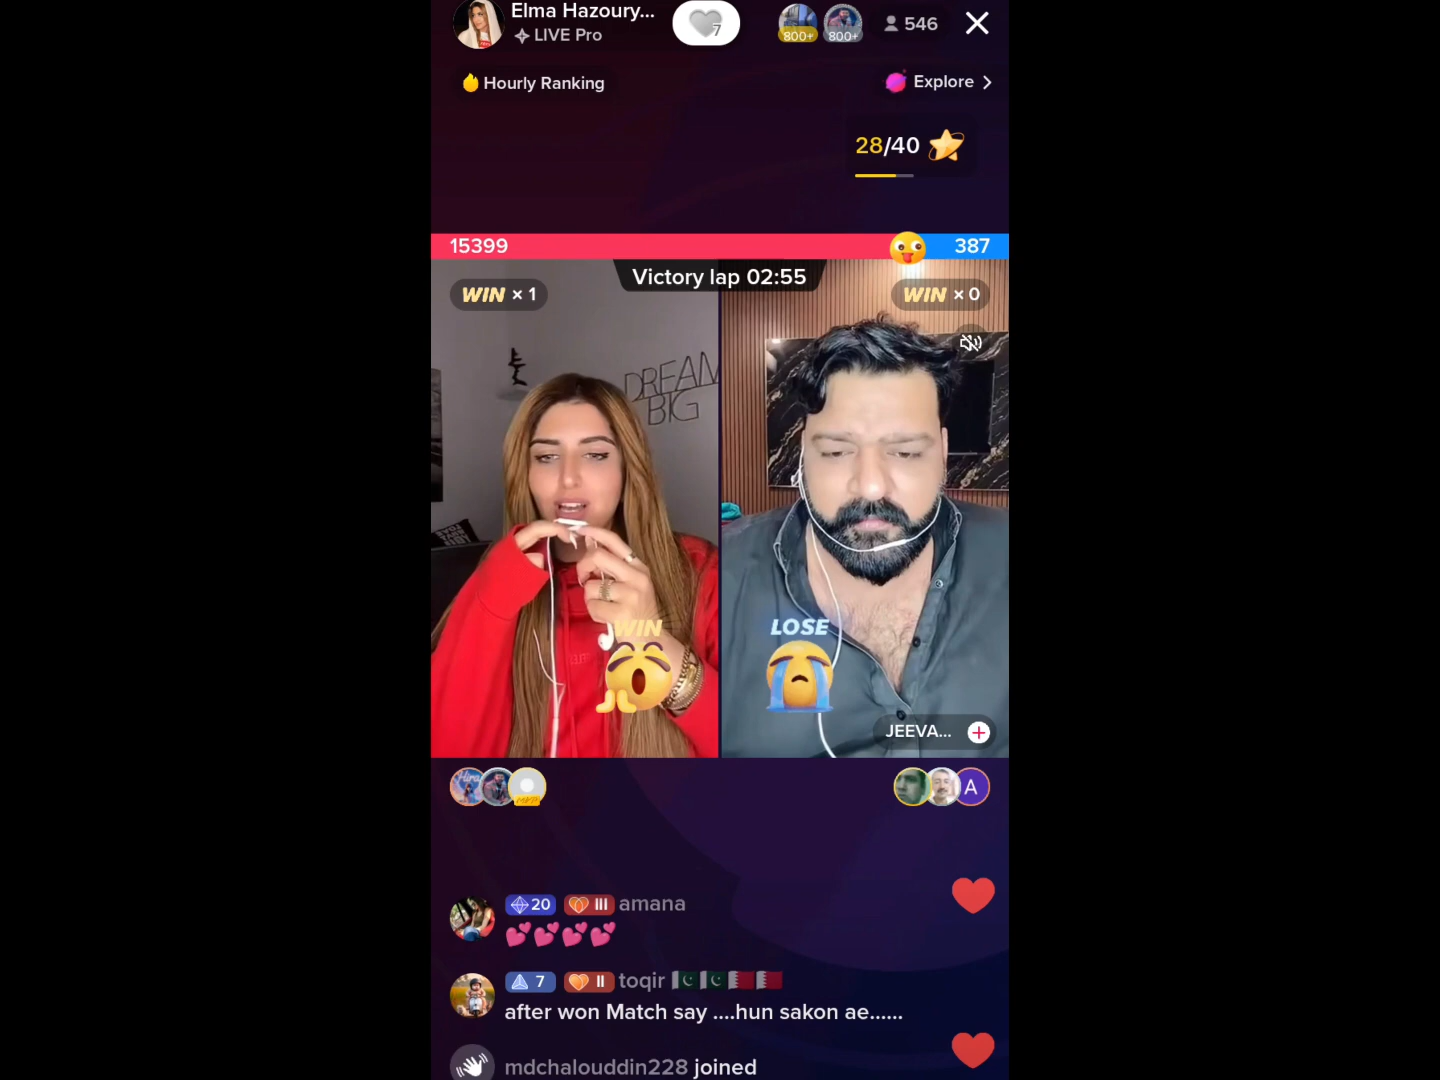 Elma Hazoury...
LIVE Pro
7
800+
800+
546
Hourly Ranking
Explore
28/40
15399
387
Victory lap 02:55
WIN × 1
WIN × 0
DREAM
BIG
WIN
LOSE
JEEVA...
Hira
A
20
III
amana
💕💕💕💕
7
II
toqir 🇵🇰🇵🇰🇧🇭🇧🇭
after won Match say ....hun sakon ae......
mdchalouddin228 joined